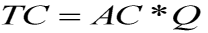 TC = AC * Q